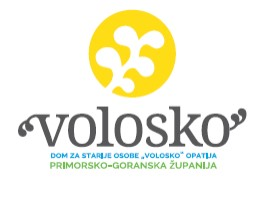 volosko
DOM ZA STARIJE OSOBE „VOLOSKO“ OPATIJA
PRIMORSKO-GORANSKA ŽUPANIJA